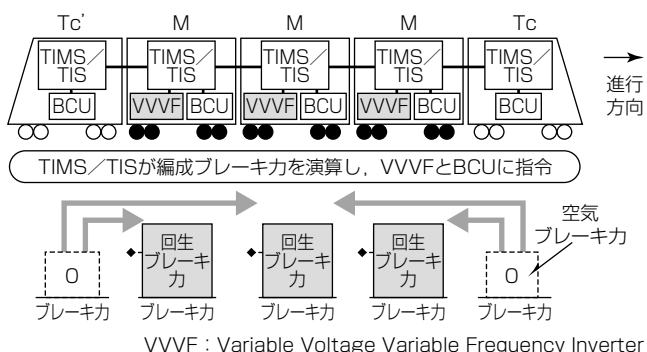 Tc’ M M M Tc
TIMS／ TIMS／ TIMS／ TIMS／ TIMS／
TIS TIS TIS TIS TIS
BCU VVVF BCU VVVF BCU VVVF BCU BCU
進行
方向
TIMS／TISが編成ブレーキ力を演算し，VVVFとBCUに指令
空気
ブレーキ力
回生 回生 回生
ブレーキ ブレーキ ブレーキ
力 力 力
0 0
ブレーキ力 ブレーキ力 ブレーキ力 ブレーキ力 ブレーキ力
VVVF：Variable Voltage Variable Frequency Inverter